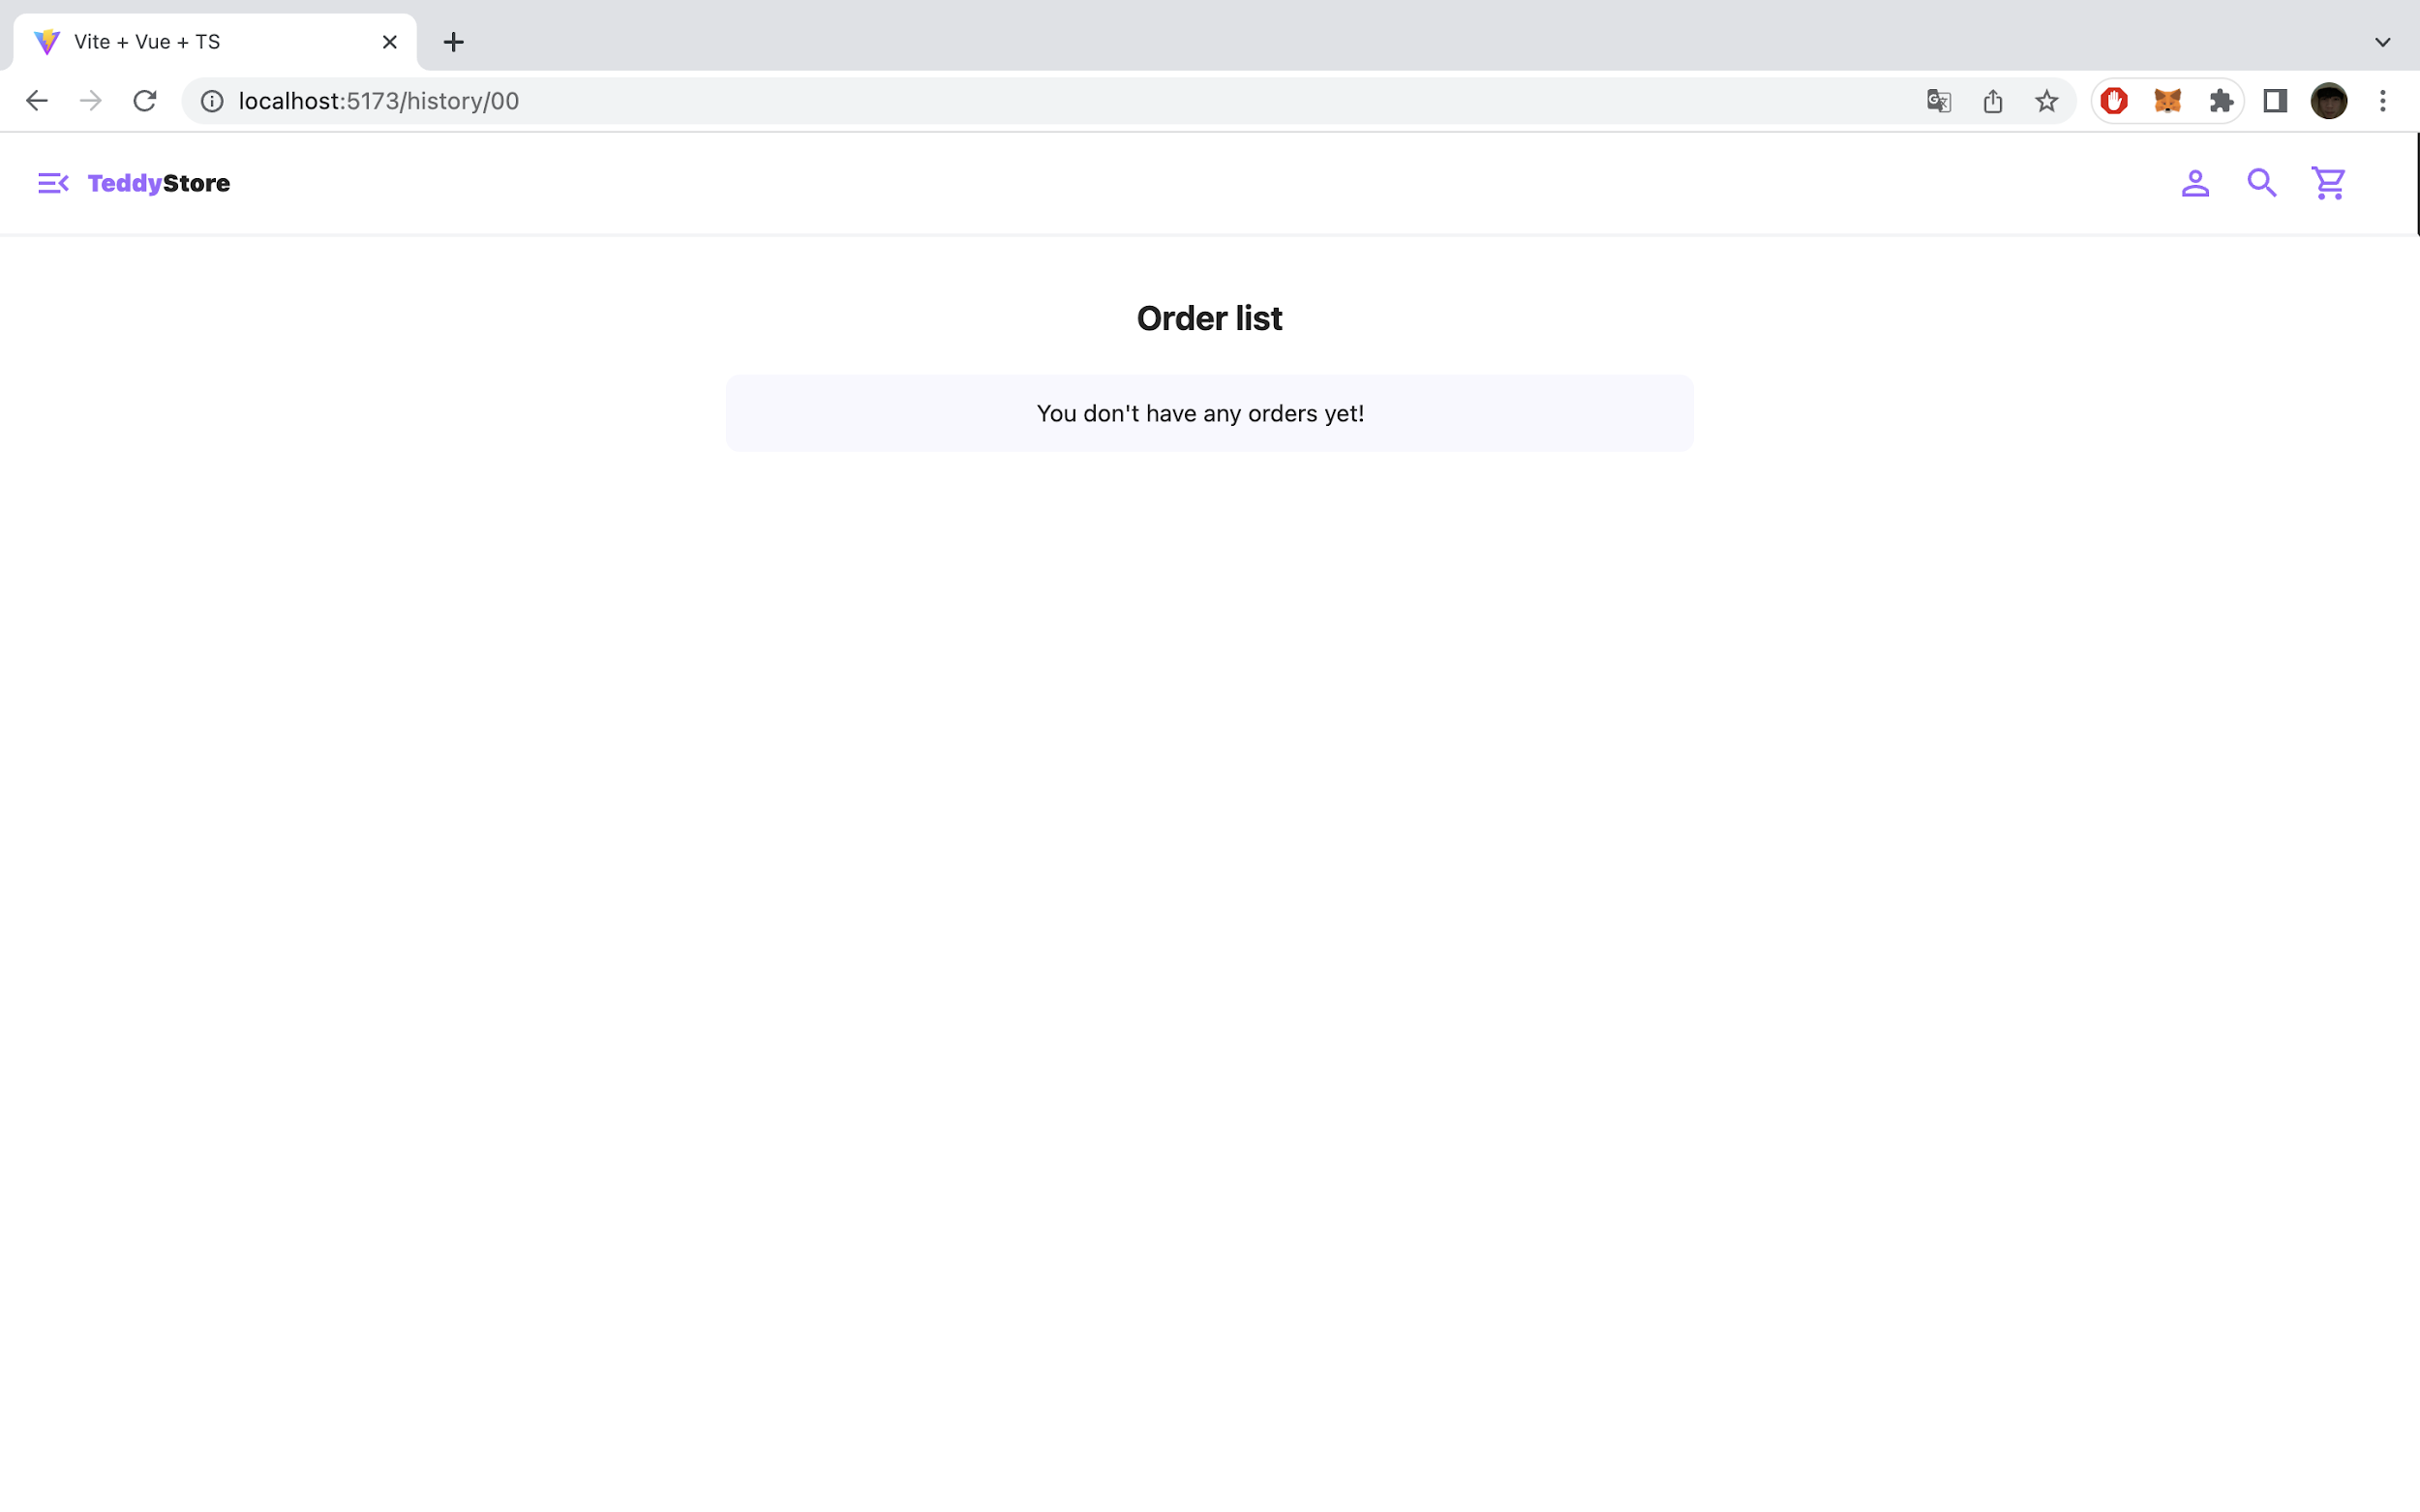 Vite + Vue + TS
localhost:5173/history/00
TeddyStore
Order list
You don't have any orders yet!